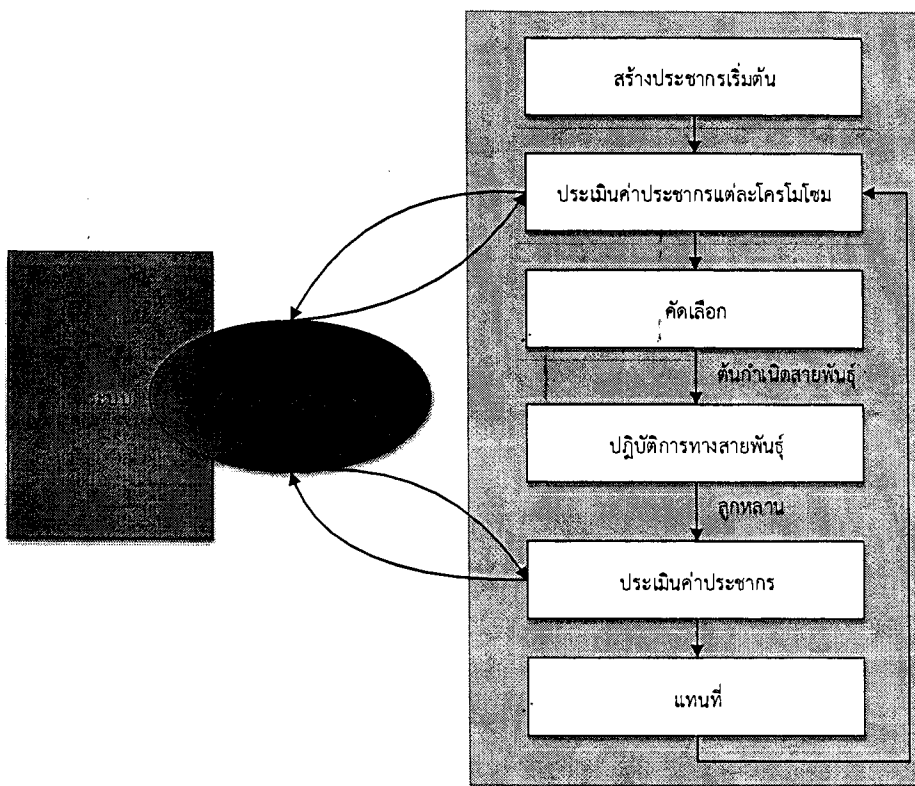 สร้างประชากรเริ่มต้น
ประเมินค่าประชากรแต่ละโครโมโซม
คัดเลือก
ต้นกำเนิดสายพันธุ์
ระบบ
ปฏิบัติการทางสายพันธุ์
ลูกหลาน
ประเมินค่าประชากร
แทนที่